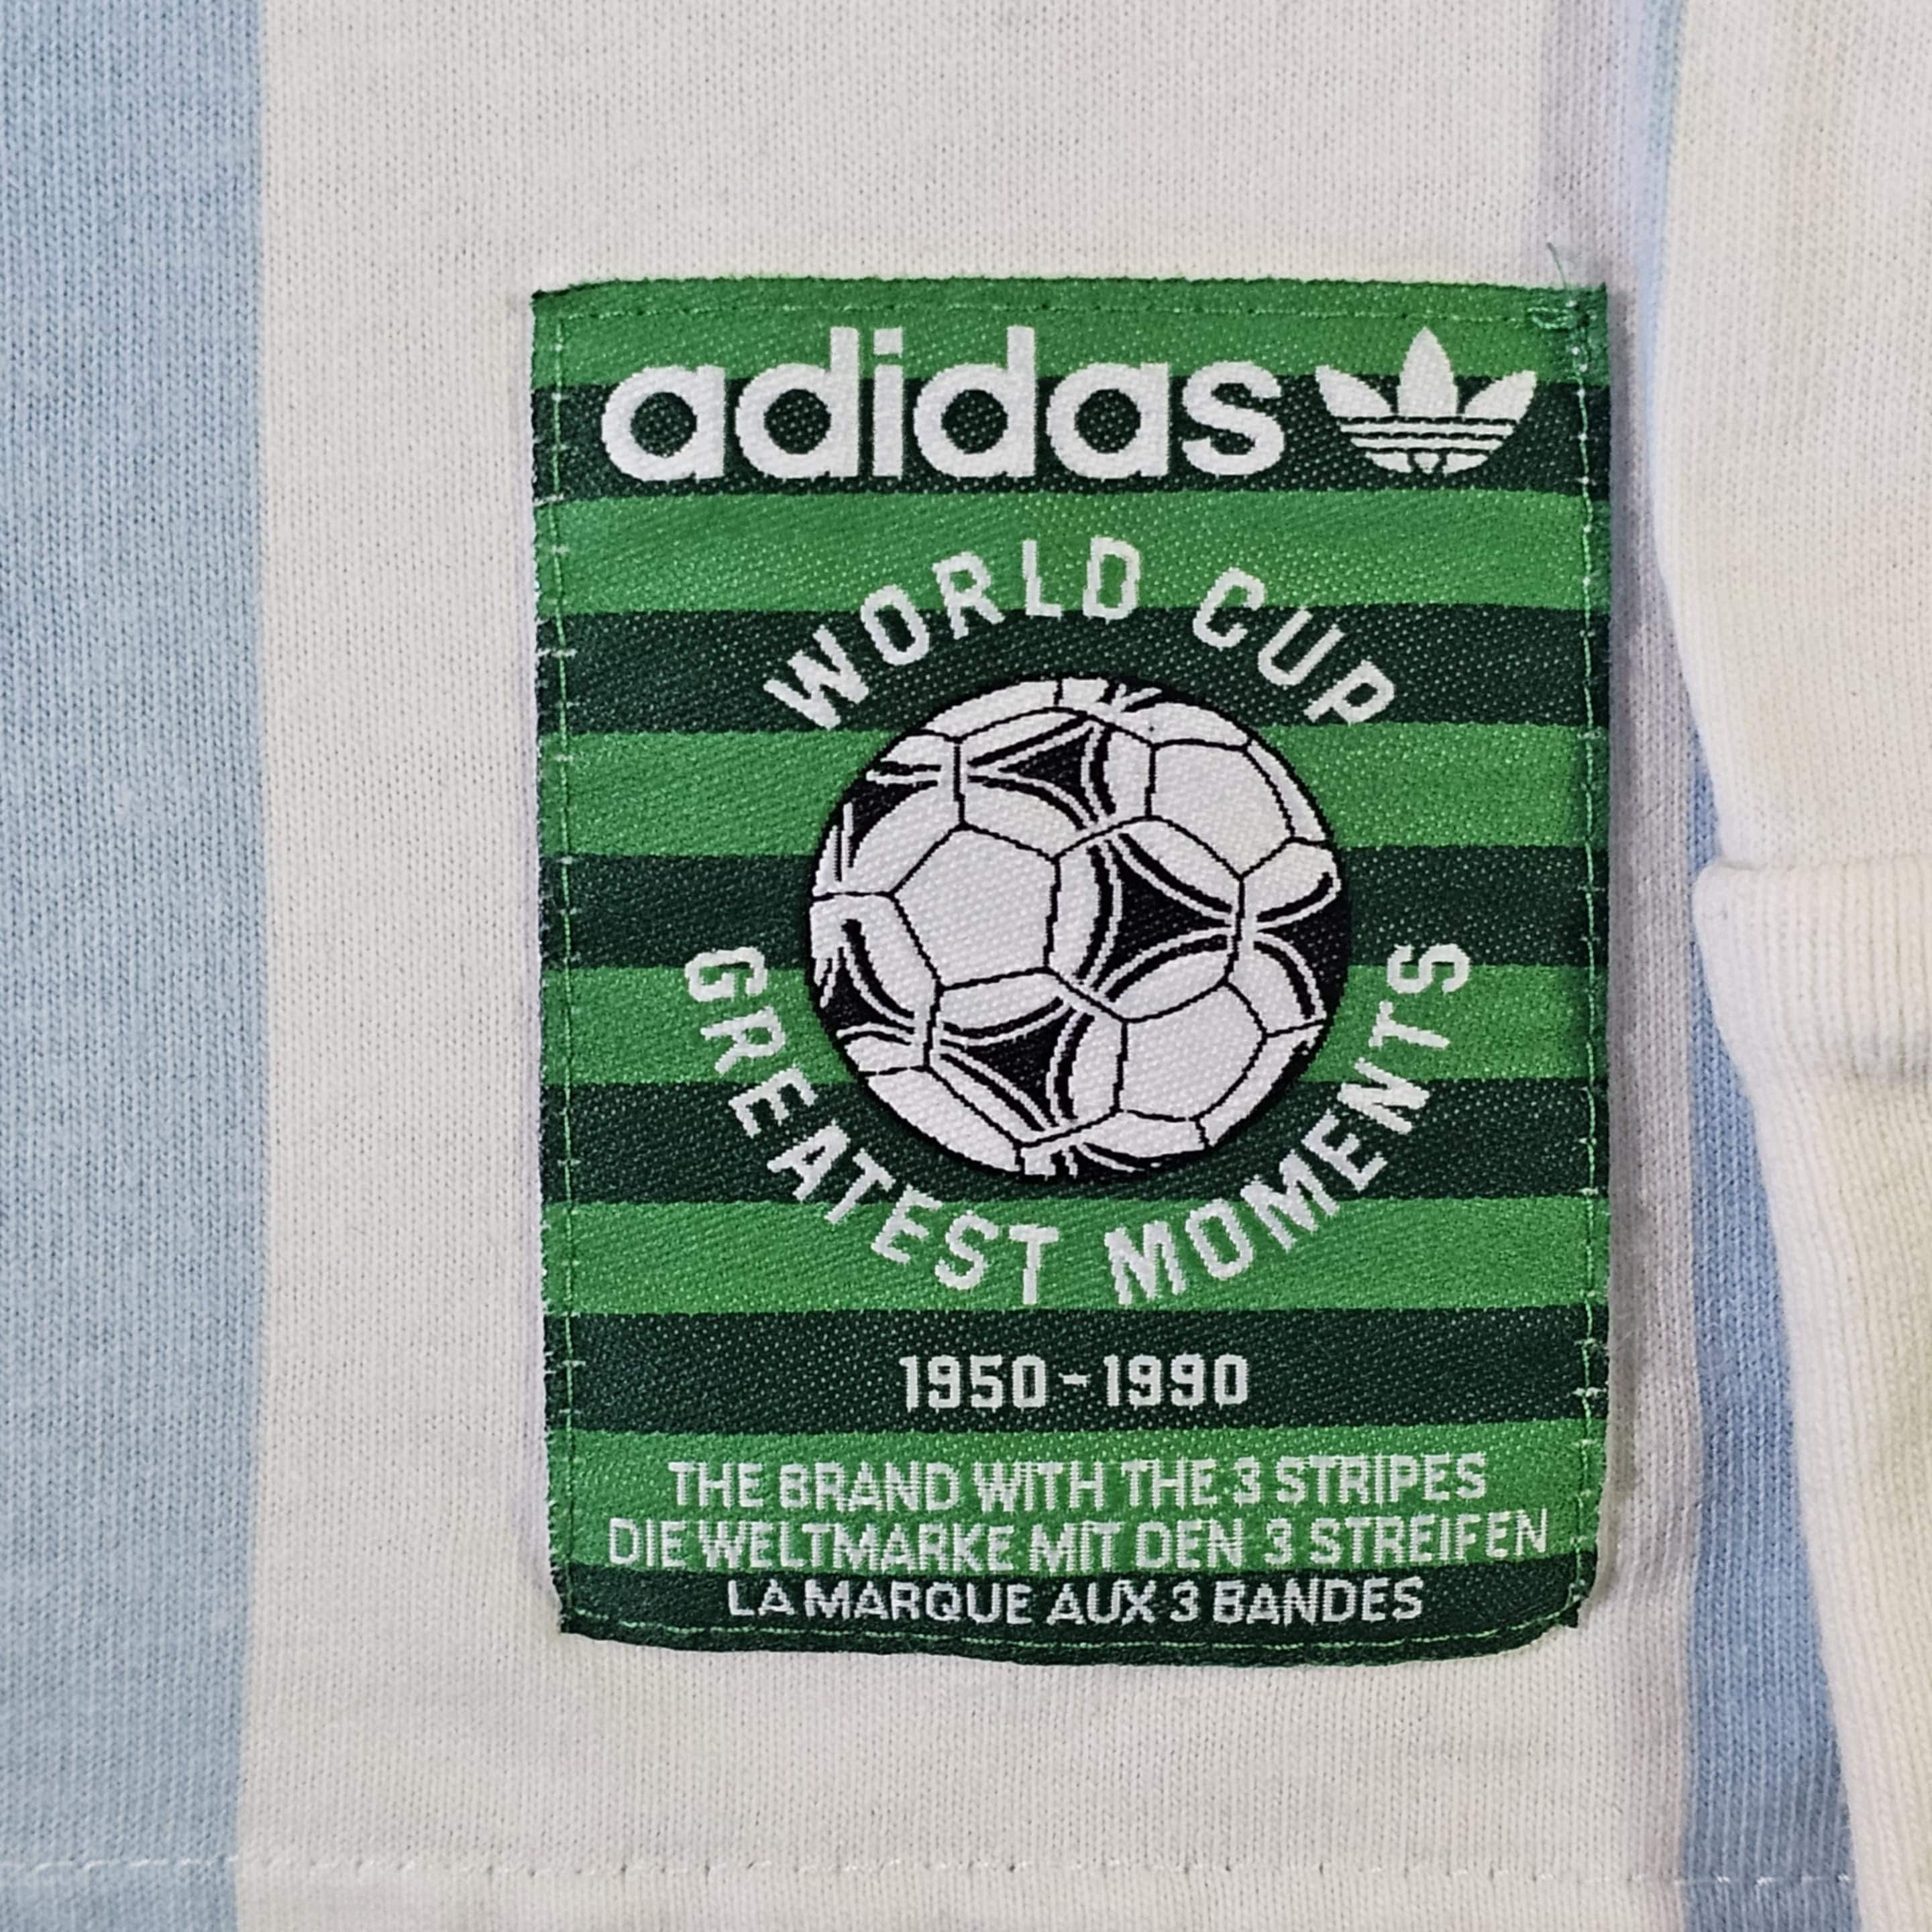 adidas
WORLD CUP
GREATEST MOMENTS
1950-1990
THE BRAND WITH THE 3 STRIPES
DIE WELTMARKE MIT DEN 3 STREIFEN
LA MARQUE AUX 3 BANDES